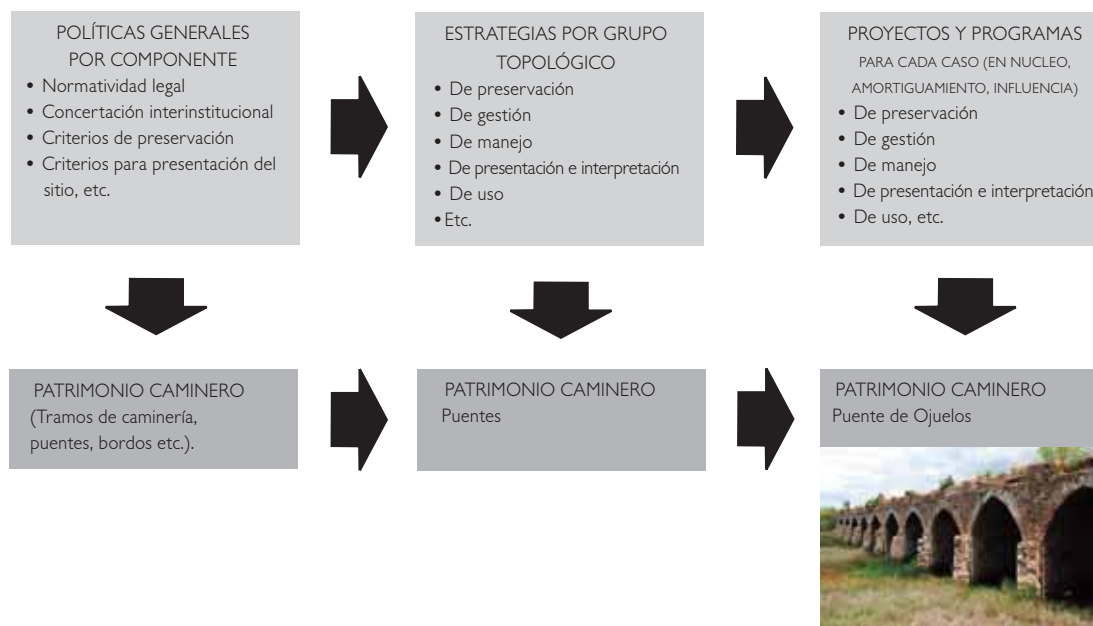 POLÍTICAS GENERALES
POR COMPONENTE
• Normatividad legal
• Concertación interinstitucional
• Criterios de preservación
• Criterios para presentación del
sitio, etc.
ESTRATEGIAS POR GRUPO
TOPOLÓGICO
• De preservación
• De gestión
• De manejo
• De presentación e interpretación
• De uso
• Etc.
PROYECTOS Y PROGRAMAS
PARA CADA CASO (EN NUCLEO,
AMORTIGUAMIENTO, INFLUENCIA)
• De preservación
• De gestión
• De manejo
• De presentación e interpretación
• De uso, etc.
PATRIMONIO CAMINERO
(Tramos de caminería,
puentes, bordos etc.).
PATRIMONIO CAMINERO
Puentes
PATRIMONIO CAMINERO
Puente de Ojuelos